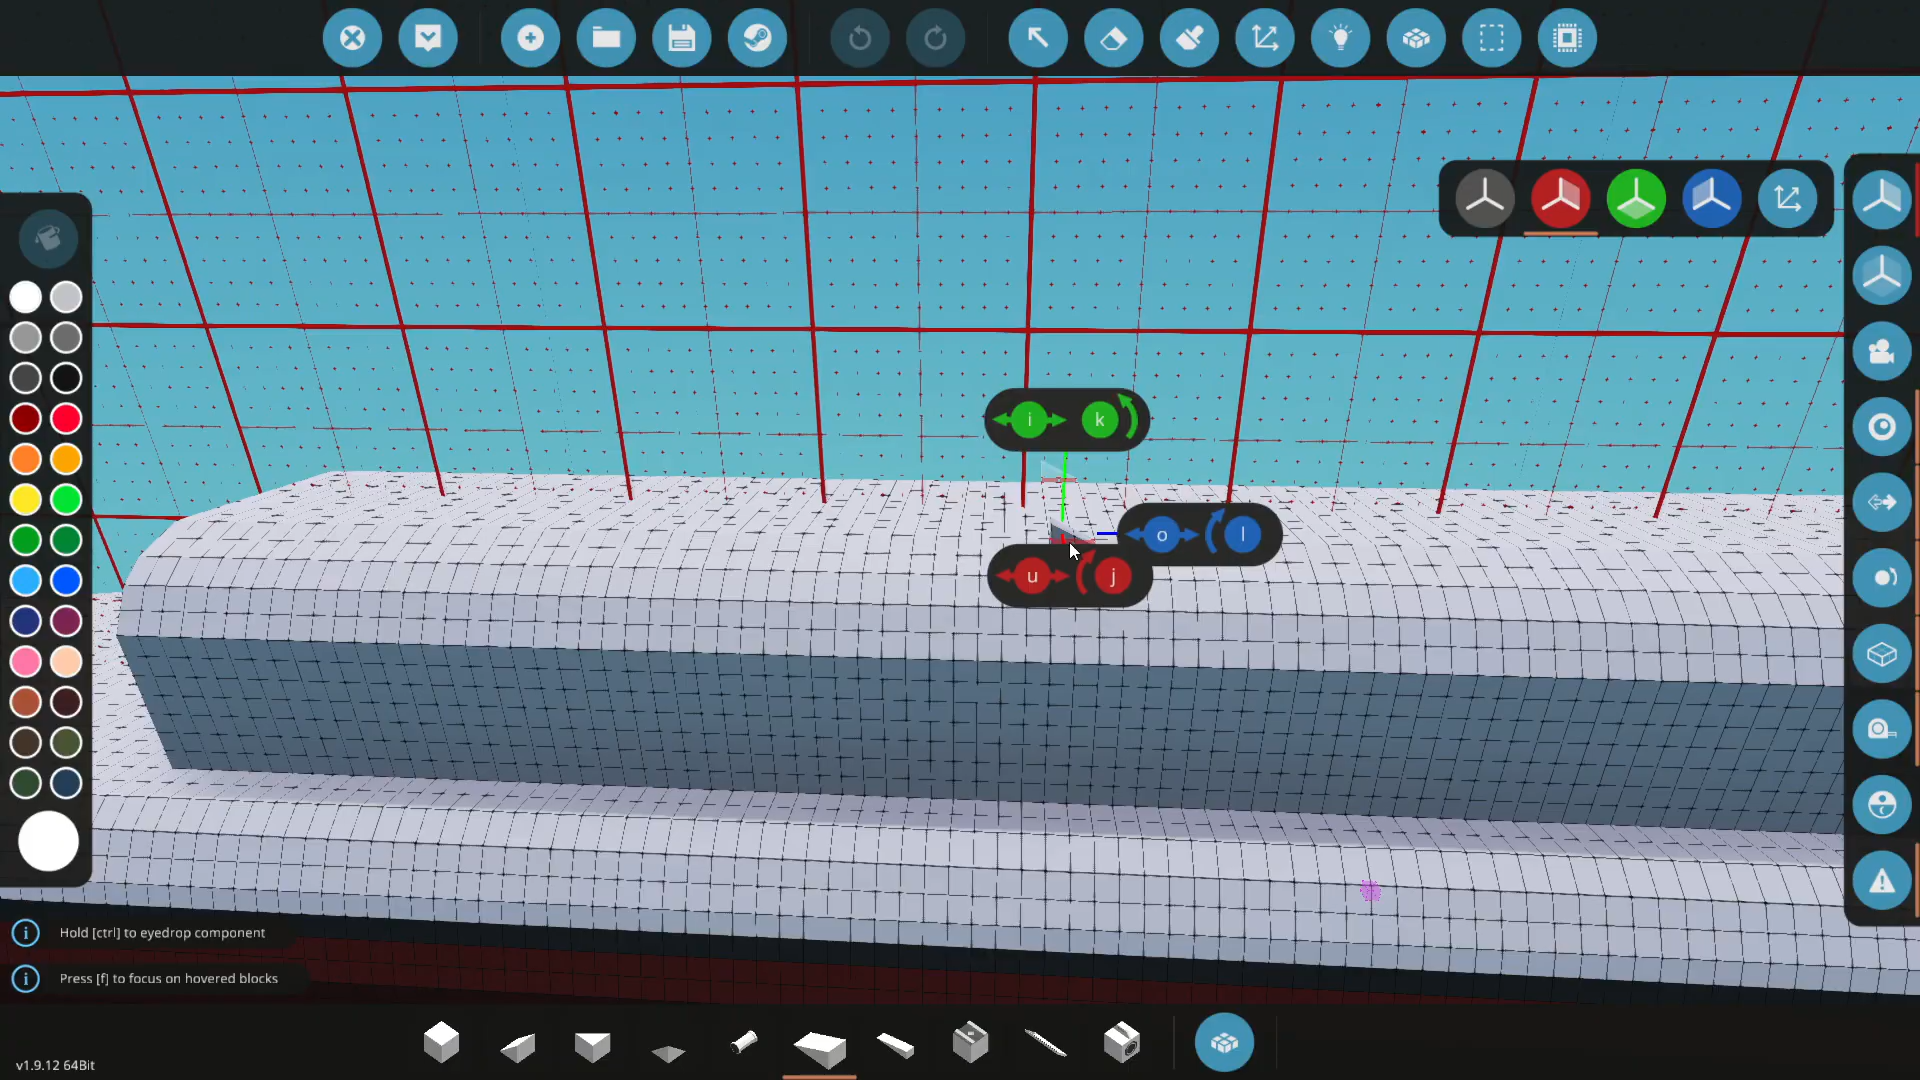 i k
o l
u j
Hold [ctrl] to eyedrop component
Press [f] to focus on hovered blocks
v1.9.12 64Bit